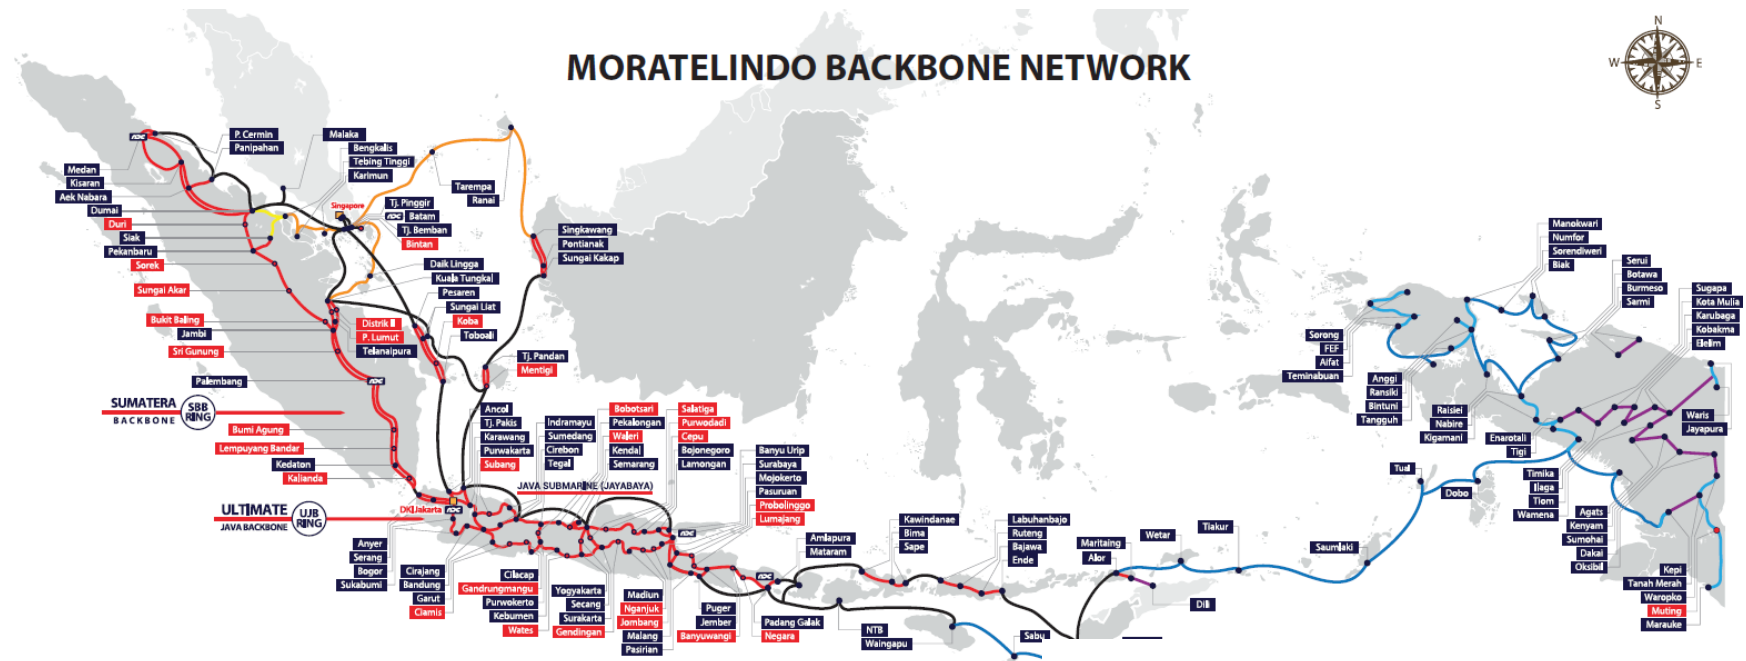 MORATELINDO BACKBONE NETWORK
N
W
E
S
P. Cermin
Panipahan
Malaka
Bengkalis
Tebing Tinggi
Karimun
Medan
Kisaran
Aek Nabara
Dumai
Duri
Siak
Pekanbaru
Sorek
Sungai Akar
Bukit Baling
Jambi
Sri Gunung
Palembang
SUMATERA
BACKBONE
SBB
RING
Bumi Agung
Lempuyang Bandar
Kedaton
Kalianda
ULTIMATE
JAVA BACKBONE
UJB
RING
Singapore
Tj. Pinggir
Batam
Tj. Bemban
Bintan
Tarempa
Ranai
Daik Lingga
Kuala Tungkal
Pesaren
Sungai Liat
Koba
Toboali
Distrik II
P. Lumut
Telanaipura
Singkawang
Pontianak
Sungai Kakap
Tj. Pandan
Mentigi
Ancol
Tj. Pakis
Karawang
Purwakarta
Subang
Indramayu
Sumedang
Cirebon
Tegal
Bobotsari
Pekalongan
Waleri
Kendal
Semarang
Salatiga
Purwodadi
Cepu
Bojonegoro
Lamongan
Banyu Urip
Surabaya
Mojokerto
Pasuruan
Probolinggo
Lumajang
JAVA SUBMARINE (JAYABAYA)
DKI Jakarta
Anyer
Serang
Bogor
Sukabumi
Cirajang
Bandung
Garut
Ciamis
Cilacap
Gandrungmangu
Purwokerto
Kebumen
Wates
Yogyakarta
Secang
Surakarta
Gendingan
Madiun
Nganjuk
Jombang
Malang
Pasirian
Puger
Jember
Banyuwangi
Padang Galak
Negara
Amlapura
Mataram
NTB
Waingapu
Kawindanae
Bima
Sape
Labuhanbajo
Ruteng
Bajawa
Ende
Sabu
Maritaing
Alor
Wetar
Tiakur
Dili
Saumlaki
Tual
Dobo
Manokwari
Numfor
Sorendiweri
Biak
Serui
Botawa
Burmeso
Sarmi
Sugapa
Kota Mulia
Karubaga
Kobakma
Elelim
Sorong
FEF
Aifat
Teminabuan
Anggi
Ransiki
Bintuni
Tangguh
Raisiei
Nabire
Kigamani
Enarotali
Tigi
Waris
Jayapura
Timika
Ilaga
Tiom
Wamena
Agats
Kenyam
Sumohai
Dakai
Oksibil
Kepi
Tanah Merah
Waropko
Muting
Marauke